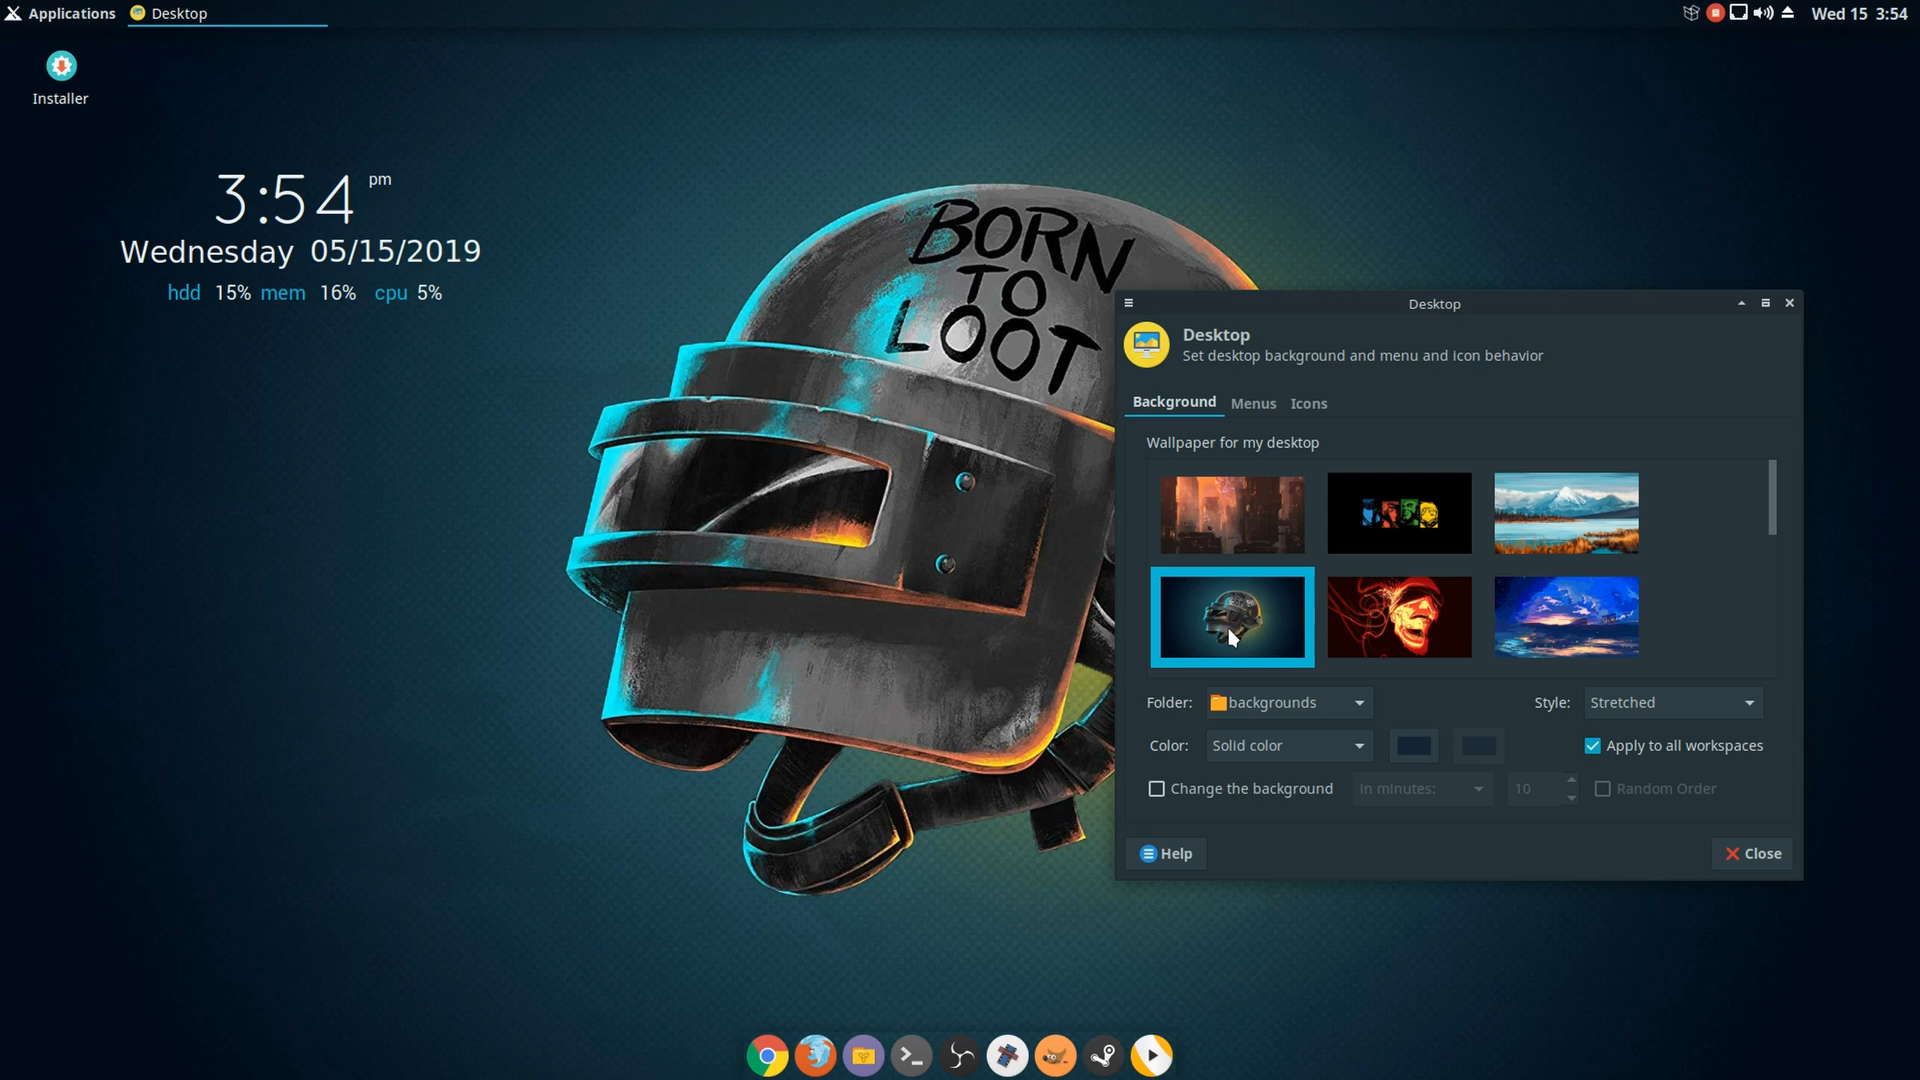 Applications
Desktop
Wed 15 3:54
Installer
3:54 pm
Wednesday 05/15/2019
hdd 15% mem 16% cpu 5%
BORN
TO
LOOT
Desktop
Desktop
Set desktop background and menu and icon behavior
Background Menus Icons
Wallpaper for my desktop
Folder: backgrounds
Style: Stretched
Color: Solid color
Apply to all workspaces
Change the background
In minutes:
10
Random Order
Help
Close